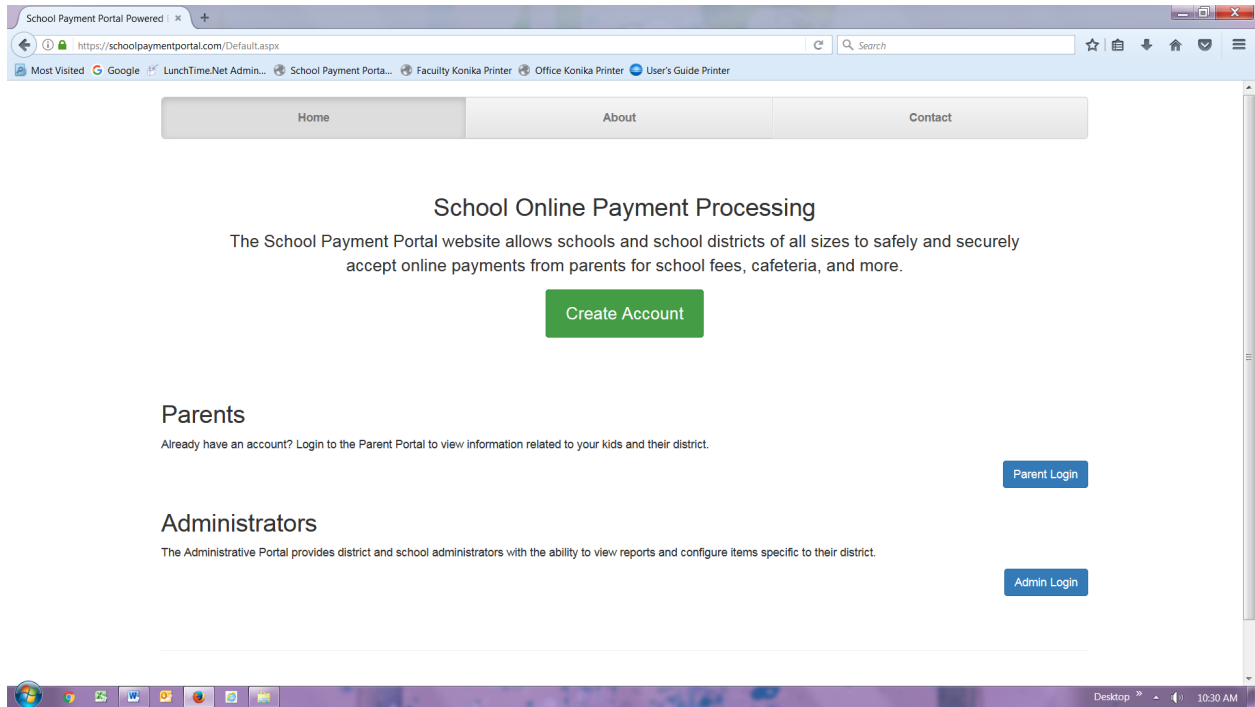 School Payment Portal Powered
https://schoolpaymentportal.com/Default.aspx
Search
Most Visited Google LunchTime.Net Admin... School Payment Porta... Facuilty Konika Printer Office Konika Printer User's Guide Printer
Home About Contact
School Online Payment Processing
The School Payment Portal website allows schools and school districts of all sizes to safely and securely
accept online payments from parents for school fees, cafeteria, and more.
Create Account
Parents
Already have an account? Login to the Parent Portal to view information related to your kids and their district.
Parent Login
Administrators
The Administrative Portal provides district and school administrators with the ability to view reports and configure items specific to their district.
Admin Login
Desktop » 10:30 AM